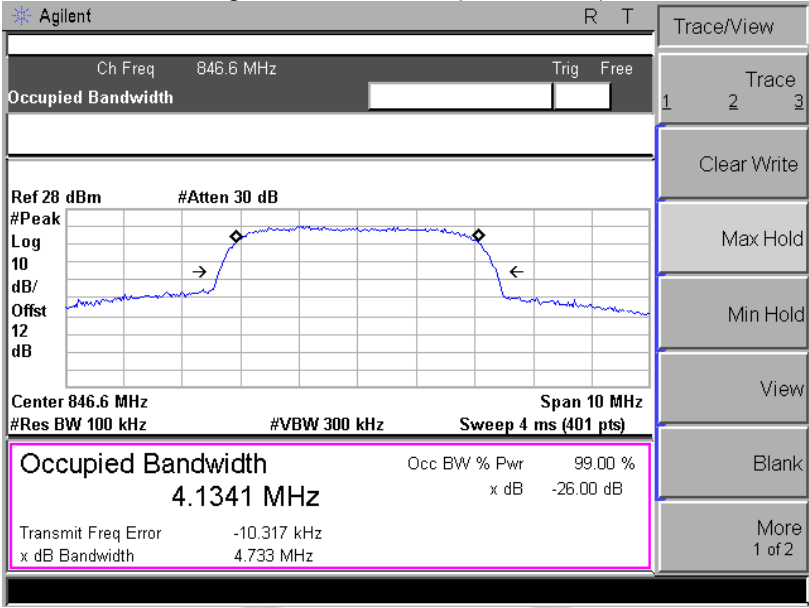 Agilent R T
Ch Freq 846.6 MHz Trig Free
Occupied Bandwidth
Ref 28 dBm #Atten 30 dB
#Peak
Log
10
dB/
Offst
12
dB
Center 846.6 MHz Span 10 MHz
#Res BW 100 kHz #VBW 300 kHz Sweep 4 ms (401 pts)
Occupied Bandwidth Occ BW % Pwr 99.00 %
4.1341 MHz x dB -26.00 dB
Transmit Freq Error -10.317 kHz
x dB Bandwidth 4.733 MHz
Trace/View
Trace
1 2 3
Clear Write
Max Hold
Min Hold
View
Blank
More
1 of 2